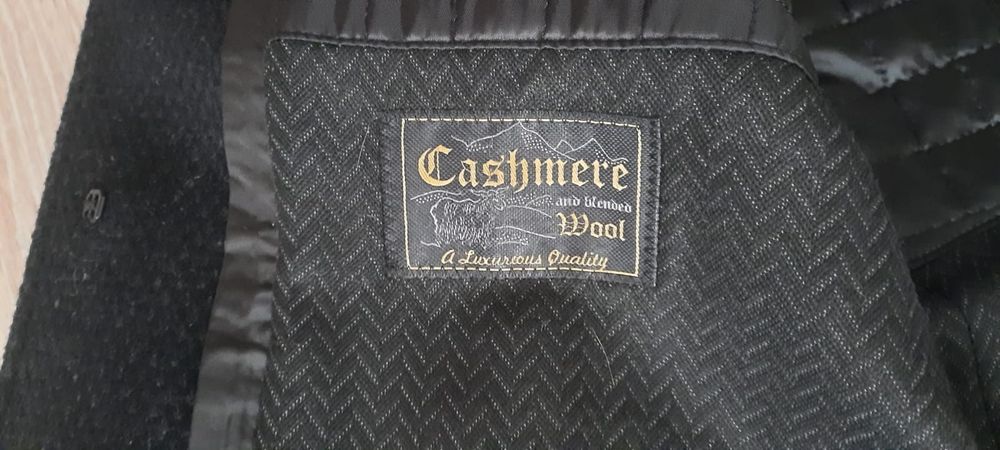 Cashmere
and blended
Wool
A Luxurious Quality